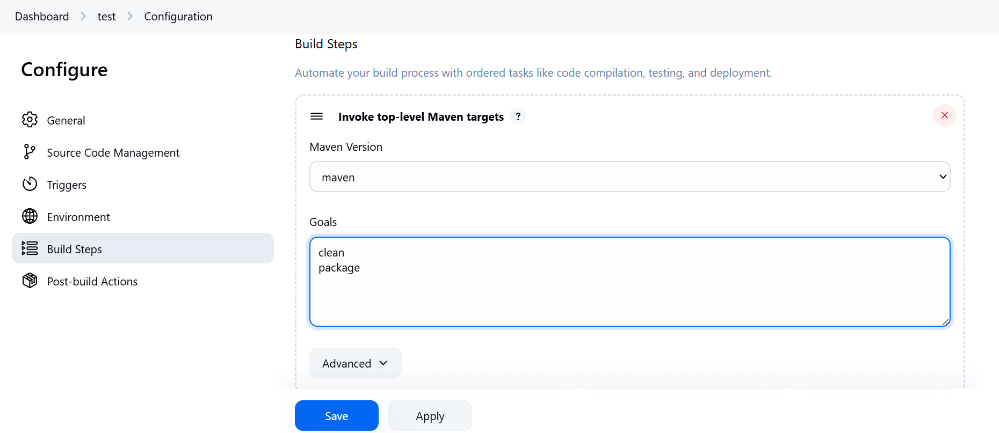 Dashboard > test > Configuration
Configure
General
Source Code Management
Triggers
Environment
Build Steps
Post-build Actions
Build Steps
Automate your build process with ordered tasks like code compilation, testing, and deployment.
Invoke top-level Maven targets ?
Maven Version
maven
Goals
clean
package
Advanced
Save
Apply